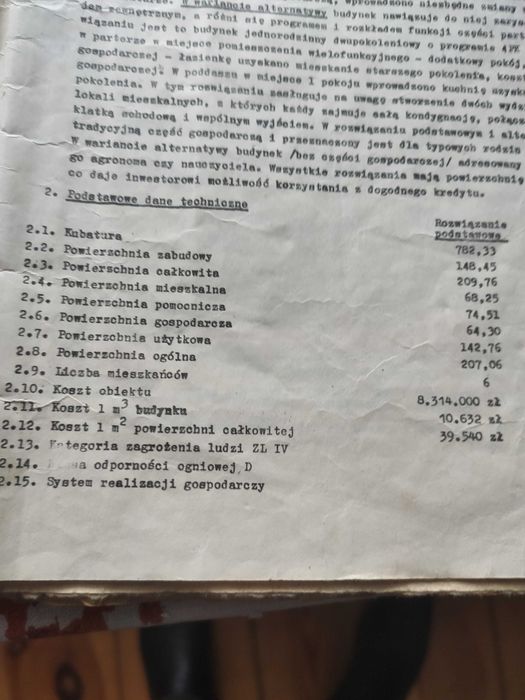 wprowadzono niezbędne zmiany
W wariancie alternatywy budynek nawiązuje do niej
zewnętrznym, a różni się programem i rozkładem funkcji części
wiązaniu jest to budynek jednorodzinny dwupokoleniowy o programie
w parterze w miejsce pomieszczenia wielofunkcyjnego - dodatkowy pokój,
gospodarczej - łazienkę uzyskano mieszkanie starszego pokolenia,
gospodarczej. W poddaszu w miejsce 1 pokoju wprowadzono kuchnię
pokolenia. W tym rozwiązaniu zasługuje na uwagę stworzenie dwóch
lokali mieszkalnych, z których każdy zajmuje całą kondygnację,
klatką schodową i wspólnym wyjściem. W rozwiązaniu podstawowym i
tradycyjną część gospodarczą i przeznaczony jest dla typowych rodzin
W wariancie alternatywy budynek /bez części gospodarczej/ adresowany
go agronoma czy nauczyciela. Wszystkie rozwiązania mają
co daje inwestorowi możliwość korzystania z dogodnego kredytu.
2. Podstawowe dane techniczne
Rozwiązanie
podstawowe
2.1. Kubatura 782,33
2.2. Powierzchnia zabudowy 148,45
2.3. Powierzchnia całkowita 209,76
2.4. Powierzchnia mieszkalna 68,25
2.5. Powierzchnia pomocnicza 74,51
2.6. Powierzchnia gospodarcza 64,30
2.7. Powierzchnia użytkowa 142,76
2.8. Powierzchnia ogólna 207,06
2.9. Liczba mieszkańców 6
2.10. Koszt obiektu 8.314.000 zł
2.11. Koszt 1 m³ budynku 10.632 zł
2.12. Koszt 1 m² powierzchni całkowitej 39.540 zł
2.13. Kategoria zagrożenia ludzi ZL IV
2.14. odporności ogniowej D
2.15. System realizacji gospodarczy